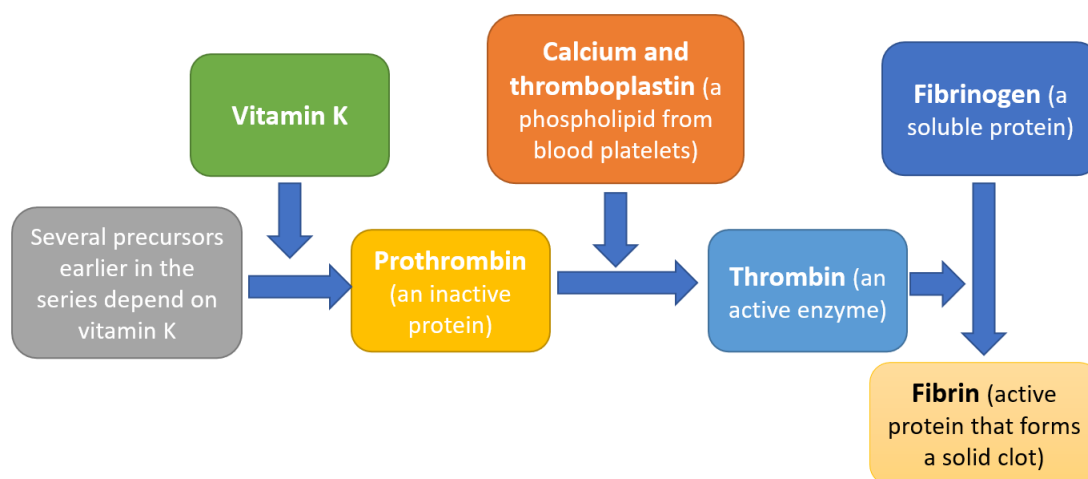 Vitamin K
Calcium and
thromboplastin (a
phospholipid from
blood platelets)
Fibrinogen (a
soluble protein)
Several precursors
earlier in the
series depend on
vitamin K
Prothrombin
(an inactive
protein)
Thrombin (an
active enzyme)
Fibrin (active
protein that forms
a solid clot)